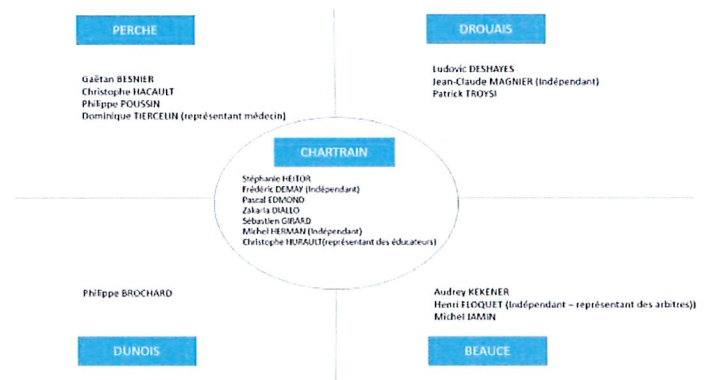 PERCHE
Gaëtan BESNIER
Christophe HACAULT
Philippe POUSSIN
Dominique TIERCELIN (représentant médecin)
DROUAIS
Ludovic DESHAYES
Jean-Claude MAGNIER (Indépendant)
Patrick TROYSI
CHARTRAIN
Stéphanie HEITOR
Frédéric DEMAY (Indépendant)
Pascal EDMOND
Zakaria DIALLO
Sébastien GIRARD
Michel HERMAN (Indépendant)
Christophe HURAULT(représentant des éducateurs)
Philippe BROCHARD
DUNOIS
Audrey KEKENER
Henri FLOQUET (Indépendant – représentant des arbitres))
Michel JAMIN
BEAUCE